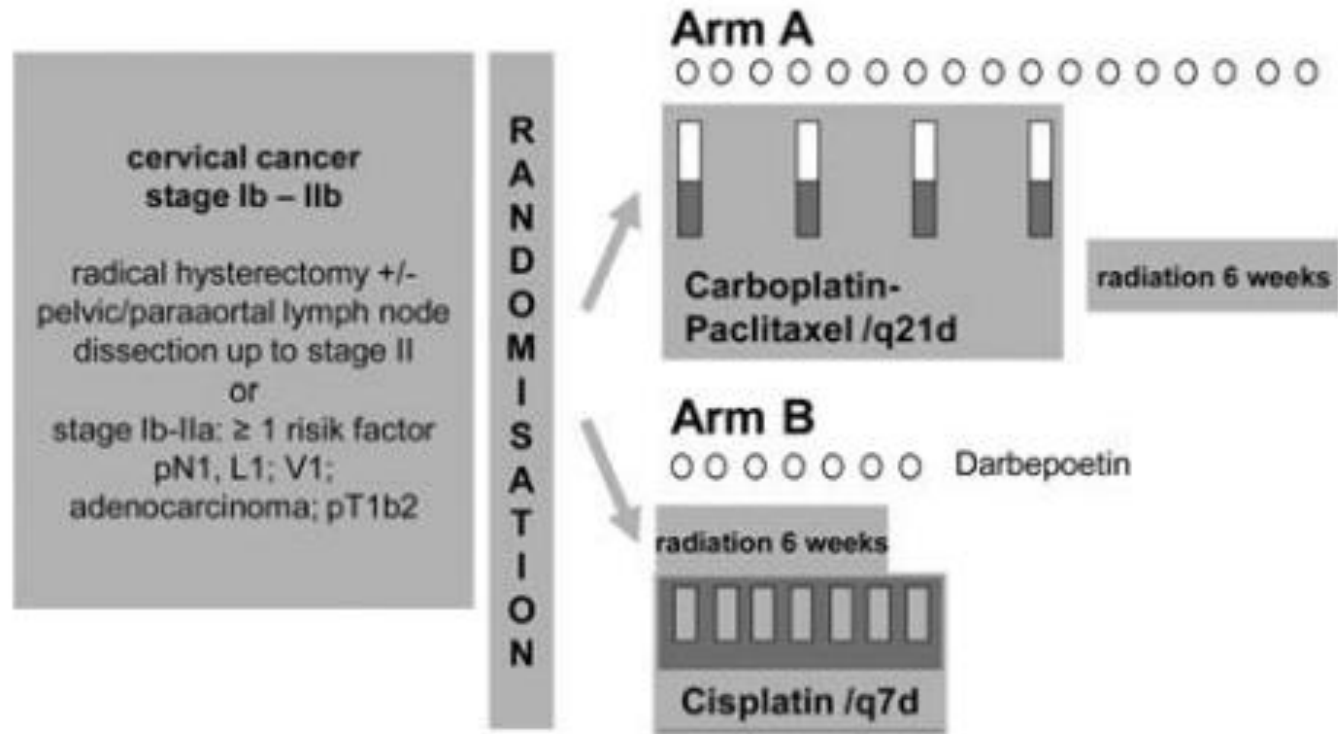 cervical cancer
stage Ib – IIb
radical hysterectomy +/-
pelvic/paraaortal lymph node
dissection up to stage II
or
stage Ib-IIa: ≥ 1 risik factor
pN1, L1; V1;
adenocarcinoma; pT1b2
RANDOMISATION
Arm A
Carboplatin-
Paclitaxel /q21d
radiation 6 weeks
Arm B
Darbepoetin
radiation 6 weeks
Cisplatin /q7d